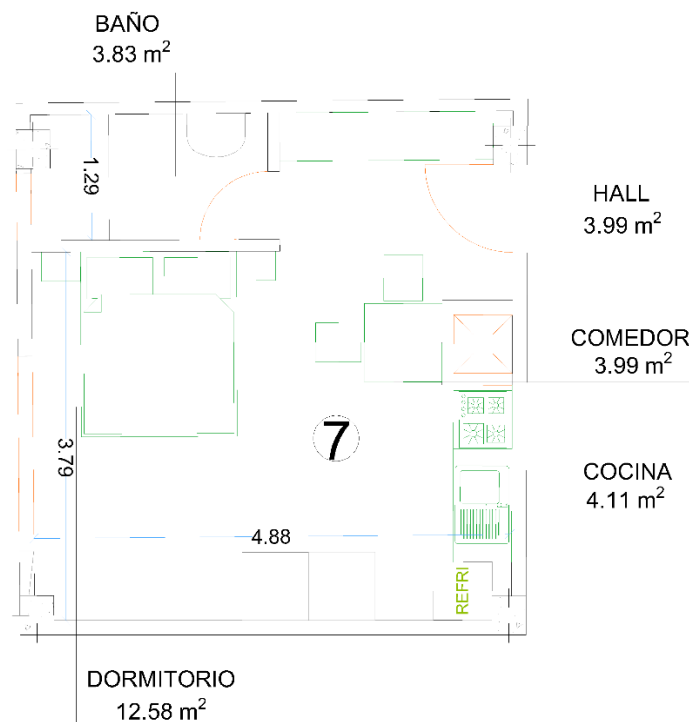 BAÑO
3.83 m²
1.29
HALL
3.99 m²
COMEDOR
3.99 m²
7
3.79
COCINA
4.11 m²
4.88
REFRI
DORMITORIO
12.58 m²